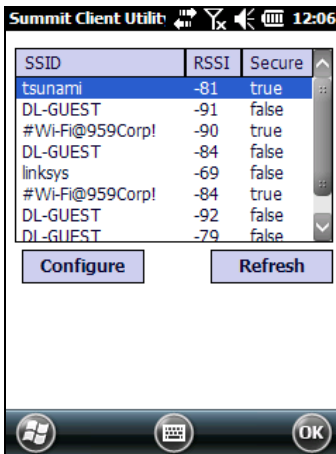 Summit Client Utilit 12:06
SSID RSSI Secure
tsunami -81 true
DL-GUEST -91 false
#Wi-Fi@959Corp! -90 true
DL-GUEST -84 false
linksys -69 false
#Wi-Fi@959Corp! -84 true
DL-GUEST -92 false
DL-GUEST -79 false
Configure Refresh
OK